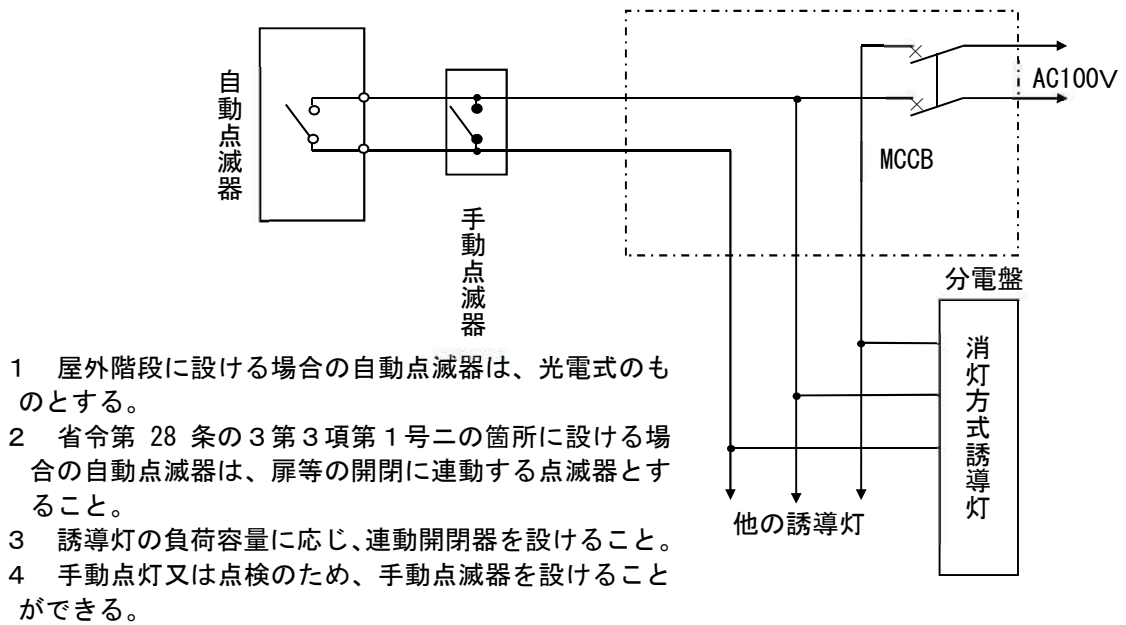 自動点滅器
手動点滅器
AC100V
MCCB
分電盤
消灯方式誘導灯
他の誘導灯
1　屋外階段に設ける場合の自動点滅器は、光電式のも
のとする。
2　省令第 28 条の３第３項第１号ニの箇所に設ける場
合の自動点滅器は、扉等の開閉に連動する点滅器とす
ること。
3　誘導灯の負荷容量に応じ、連動開閉器を設けること。
4　手動点灯又は点検のため、手動点滅器を設けること
ができる。